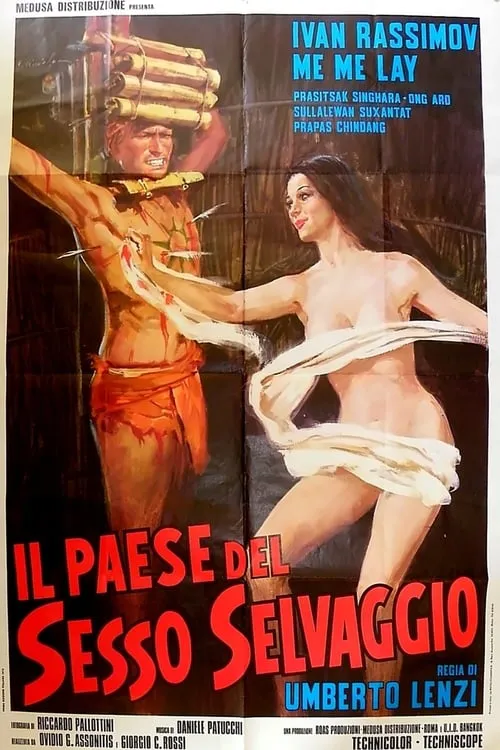 MEDUSA DISTRIBUZIONE PRESENTA
IVAN RASSIMOV
ME ME LAY
PRASITSAK SINGHARA - ONG ARD
SULLALEWAN SUXANTAT
PRAPAS CHINDANG
IL PAESE DEL
SESSO SELVAGGIO
REGIA DI
UMBERTO LENZI
FOTOGRAFIA DI RICCARDO PALLOTTINI
MUSICA DI DANIELE PATUCCHI
REALIZZATA DA OVIDIO G. ASSONITIS E GIORGIO C. ROSSI
UNA PRODUZIONE ROAS PRODUZIONI - MEDUSA DISTRIBUZIONE - ROMA E
TECHNICOLOR - TECHNISCOPE